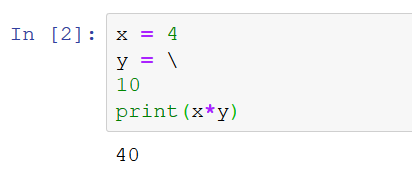 In [2]: x = 4
y = \
10
print(x*y)
40